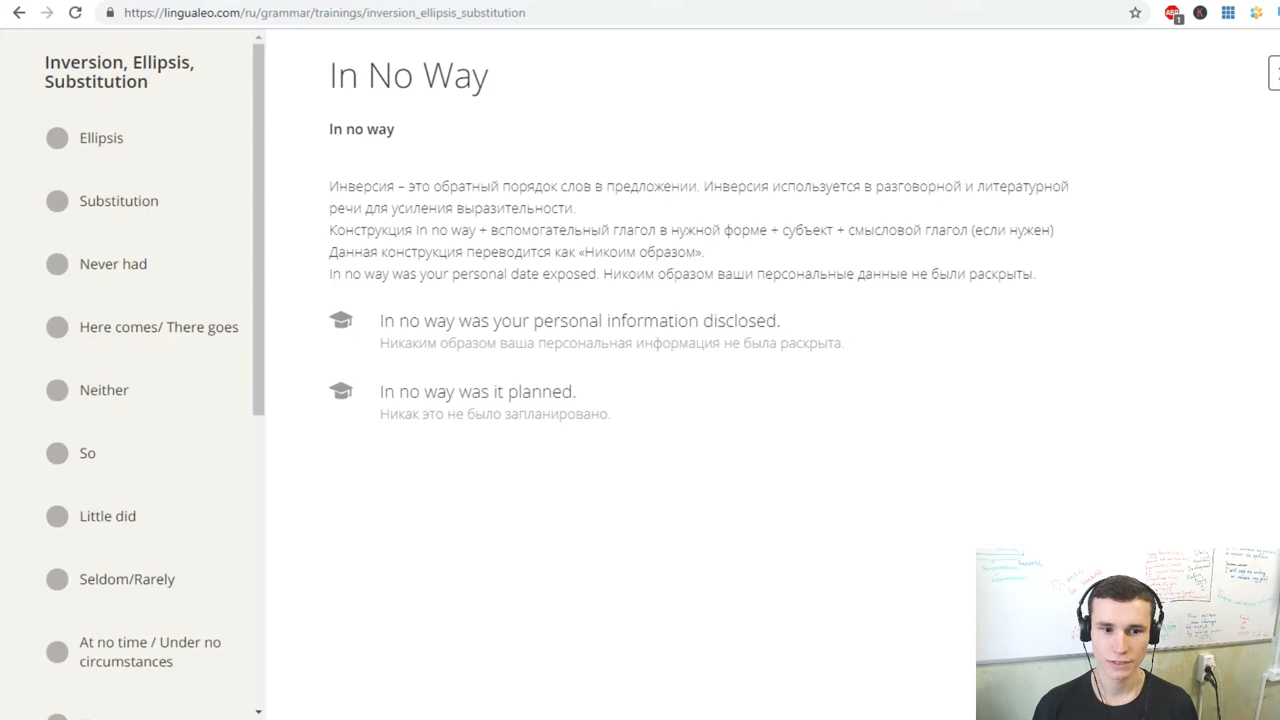 https://lingualeo.com/ru/grammar/trainings/inversion_ellipsis_substitution
ABP
1
K
Inversion, Ellipsis,
Substitution
Ellipsis
Substitution
Never had
Here comes/ There goes
Neither
So
Little did
Seldom/Rarely
At no time / Under no
circumstances
In No Way
In no way
Инверсия – это обратный порядок слов в предложении. Инверсия используется в разговорной и литературной
речи для усиления выразительности.
Конструкция In no way + вспомогательный глагол в нужной форме + субъект + смысловой глагол (если нужен)
Данная конструкция переводится как «Никоим образом».
In no way was your personal date exposed. Никоим образом ваши персональные данные не были раскрыты.
In no way was your personal information disclosed.
Никаким образом ваша персональная информация не была раскрыта.
In no way was it planned.
Никак это не было запланировано.